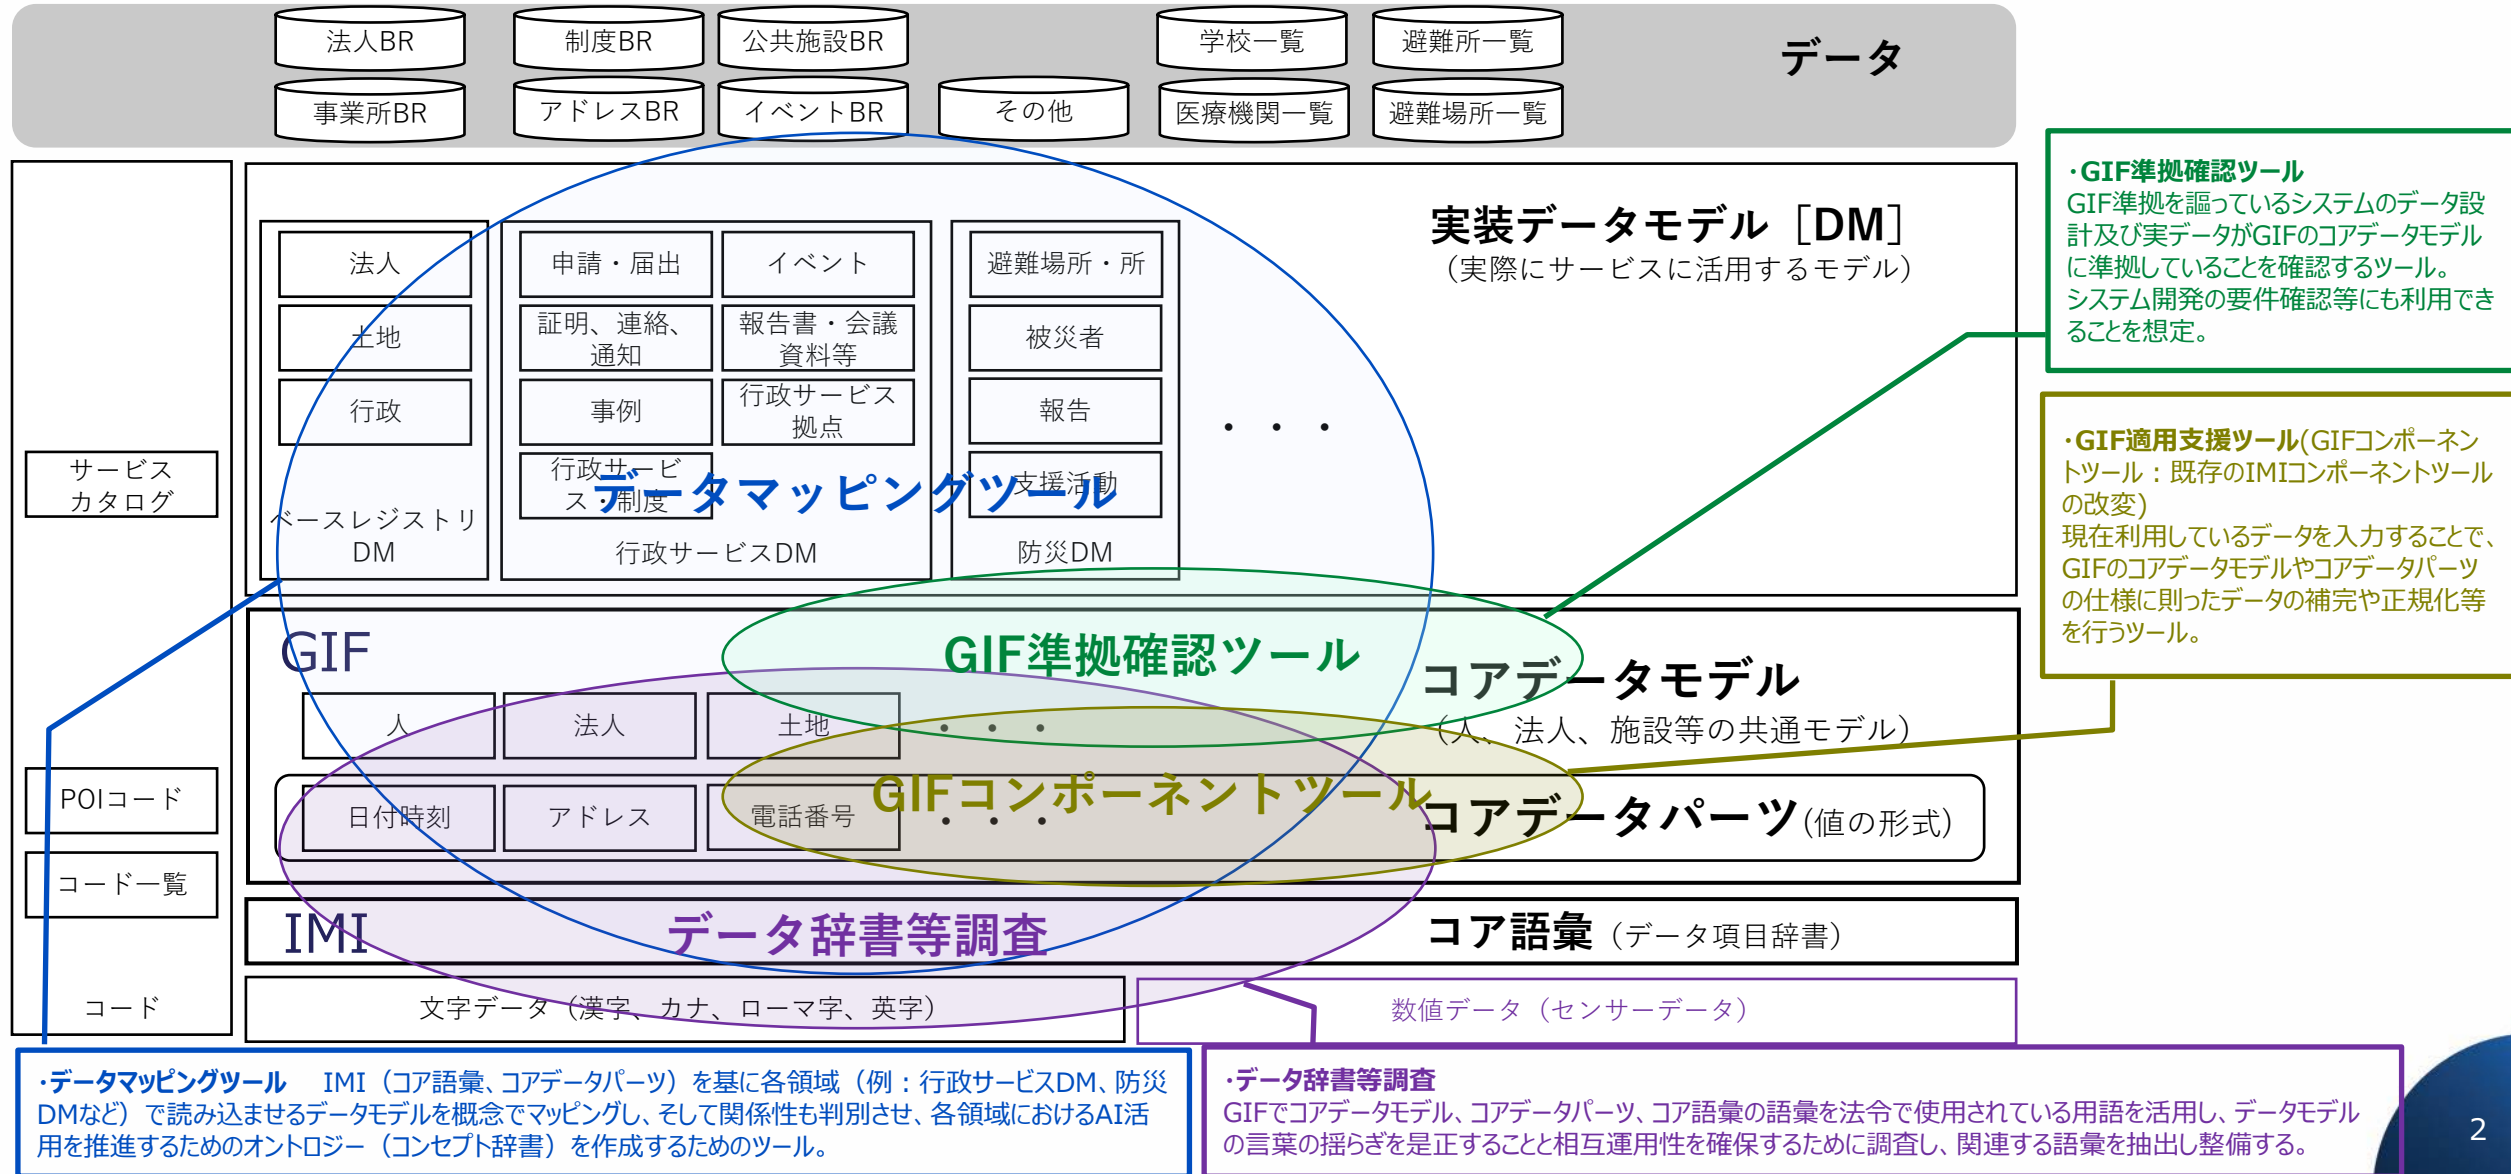 法人BR
制度BR
公共施設BR
学校一覧
避難所一覧
データ
事業所BR
アドレスBR
イベントBR
その他
医療機関一覧
避難場所一覧
実装データモデル［DM］
（実際にサービスに活用するモデル）
法人
土地
行政
ベースレジストリ
DM
申請・届出
イベント
証明、連絡、
通知
報告書・会議
資料等
事例
行政サービス
拠点
行政サービ
ス・制度
行政サービスDM
避難場所・所
被災者
報告
支援活動
防災DM
・・・
データマッピングツール
サービス
カタログ
POIコード
コード一覧
コード
GIF
GIF準拠確認ツール
コアデータモデル
（人、法人、施設等の共通モデル）
人
法人
土地
・・・
GIFコンポーネントツール
日付時刻
アドレス
電話番号
・・・
コアデータパーツ(値の形式)
IMI
データ辞書等調査
コア語彙（データ項目辞書）
文字データ（漢字、カナ、ローマ字、英字）
数値データ（センサーデータ）
・GIF準拠確認ツール
GIF準拠を謳っているシステムのデータ設
計及び実データがGIFのコアデータモデル
に準拠していることを確認するツール。
システム開発の要件確認等にも利用でき
ることを想定。
・GIF適用支援ツール(GIFコンポーネン
トツール：既存のIMIコンポーネントツール
の改変)
現在利用しているデータを入力することで、
GIFのコアデータモデルやコアデータパーツ
の仕様に則ったデータの補完や正規化等
を行うツール。
・データマッピングツール　IMI（コア語彙、コアデータパーツ）を基に各領域（例：行政サービスDM、防災
DMなど）で読み込ませるデータモデルを概念でマッピングし、そして関係性も判別させ、各領域におけるAI活
用を推進するためのオントロジー（コンセプト辞書）を作成するためのツール。
・データ辞書等調査
GIFでコアデータモデル、コアデータパーツ、コア語彙の語彙を法令で使用されている用語を活用し、データモデル
の言葉の揺らぎを是正することと相互運用性を確保するために調査し、関連する語彙を抽出し整備する。
2